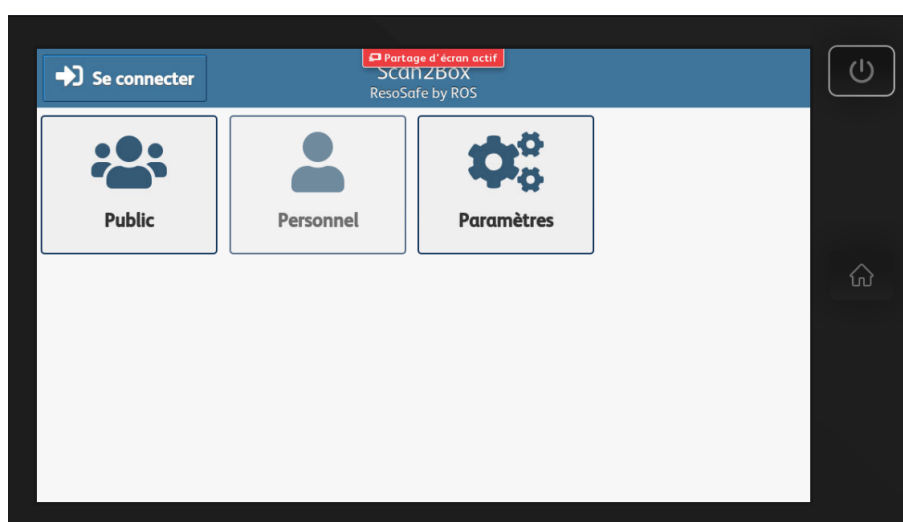 Partage d'écran actif
Se connecter
Scan2Box
ResoSafe by ROS
Public
Personnel
Paramètres